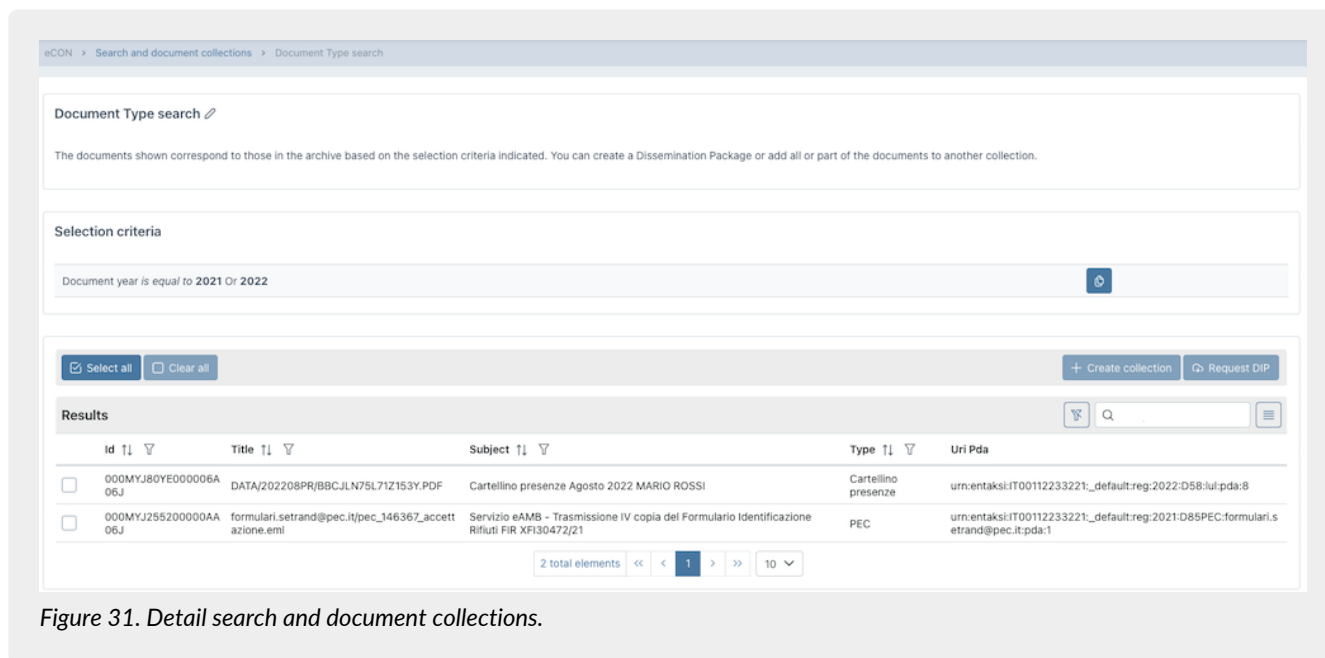 eCON > Search and document collections > Document Type search
Document Type search
The documents shown correspond to those in the archive based on the selection criteria indicated. You can create a Dissemination Package or add all or part of the documents to another collection.
Selection criteria
Document year is equal to 2021 Or 2022
Select all Clear all + Create collection Request DIP
Results
Id Title Subject Type Uri Pda
000MYJ80YE000006A
06J
DATA/202208PR/BBCJLN75L71Z153Y.PDF
Cartellino presenze Agosto 2022 MARIO ROSSI
Cartellino
presenze
urn:entaksi:IT00112233221:_default:reg:2022:D58:lul:pda:8
000MYJ255200000AA
06J
formulari.setrand@pec.it/pec_146367_accett
azione.eml
Servizio eAMB - Trasmissione IV copia del Formulario Identificazione
Rifiuti FIR XFI30472/21
PEC
urn:entaksi:IT00112233221:_default:reg:2021:D85PEC:formulari.s
etrand@pec.it:pda:1
2 total elements « < 1 > » 10
Figure 31. Detail search and document collections.